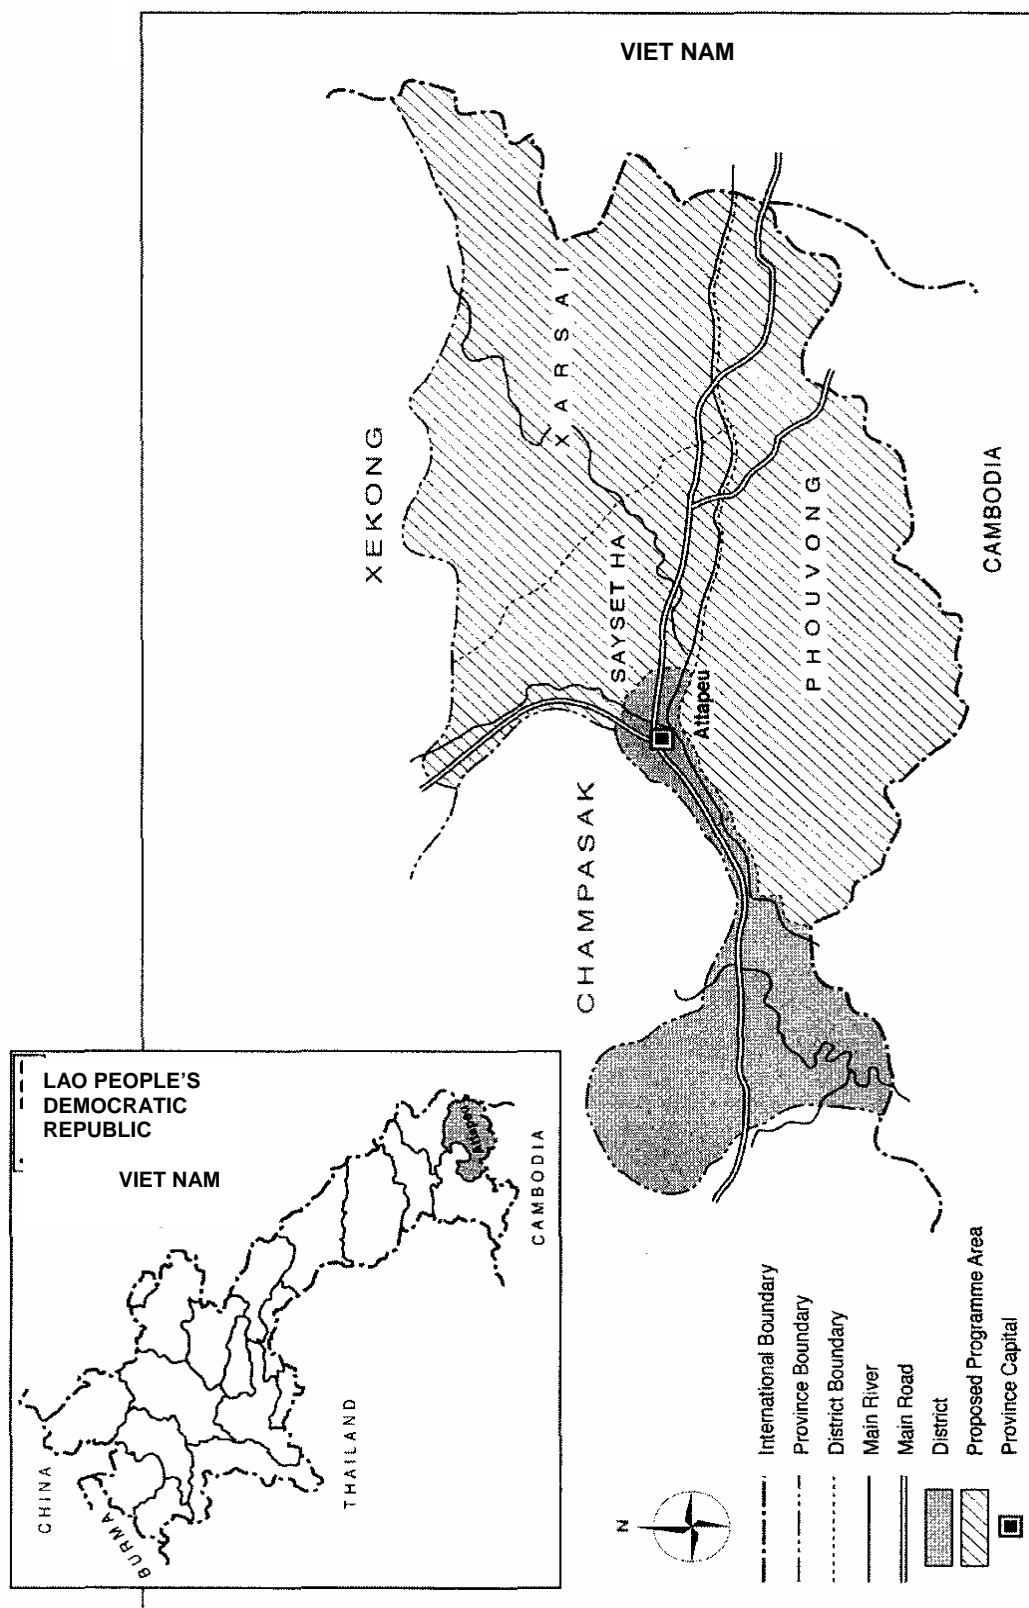 VIET NAM
XEKONG
XARSAI
SAYSET HA
PHOUVONG
CAMBODIA
Attapeu
CHAMPASAK
LAO PEOPLE'S
DEMOCRATIC
REPUBLIC
VIET NAM
CHINA
BURMA
THAILAND
CAMBODIA
Attapeu
N
International Boundary
Province Boundary
District Boundary
Main River
Main Road
District
Proposed Programme Area
Province Capital